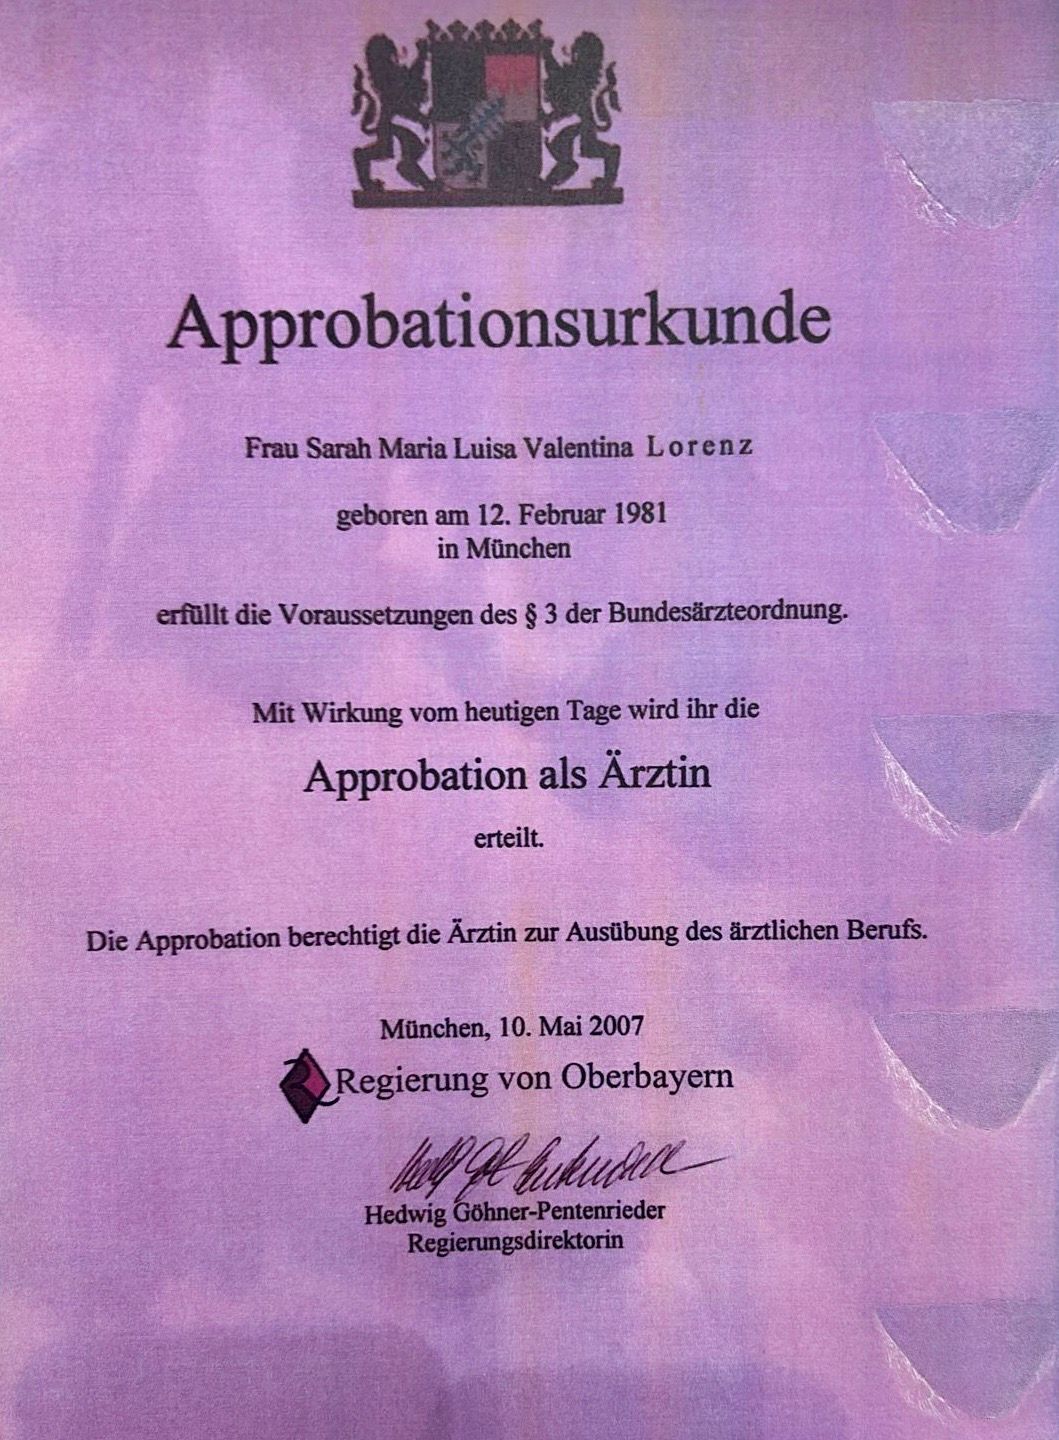 Approbationsurkunde
Frau Sarah Maria Luisa Valentina Lorenz
geboren am 12. Februar 1981
in München
erfüllt die Voraussetzungen des § 3 der Bundesärzteordnung.
Mit Wirkung vom heutigen Tage wird ihr die
Approbation als Ärztin
erteilt.
Die Approbation berechtigt die Ärztin zur Ausübung des ärztlichen Berufs.
München, 10. Mai 2007
Regierung von Oberbayern
Hedwig Göhner-Pentenrieder
Regierungsdirektorin